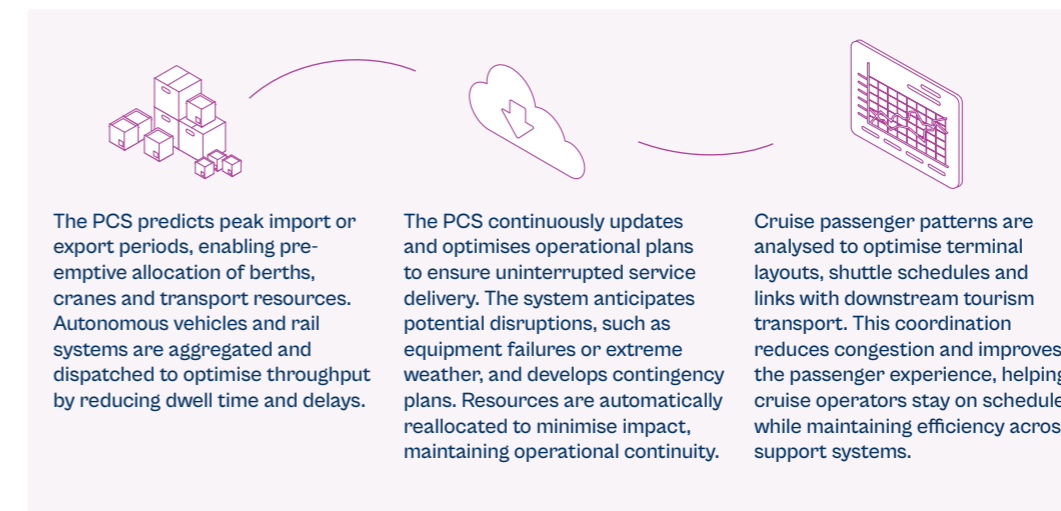 The PCS predicts peak import or
export periods, enabling pre-
emptive allocation of berths,
cranes and transport resources.
Autonomous vehicles and rail
systems are aggregated and
dispatched to optimise throughput
by reducing dwell time and delays.
The PCS continuously updates
and optimises operational plans
to ensure uninterrupted service
delivery. The system anticipates
potential disruptions, such as
equipment failures or extreme
weather, and develops contingency
plans. Resources are automatically
reallocated to minimise impact,
maintaining operational continuity.
Cruise passenger patterns are
analysed to optimise terminal
layouts, shuttle schedules and
links with downstream tourism
transport. This coordination
reduces congestion and improves
the passenger experience, helping
cruise operators stay on schedule
while maintaining efficiency acros
support systems.